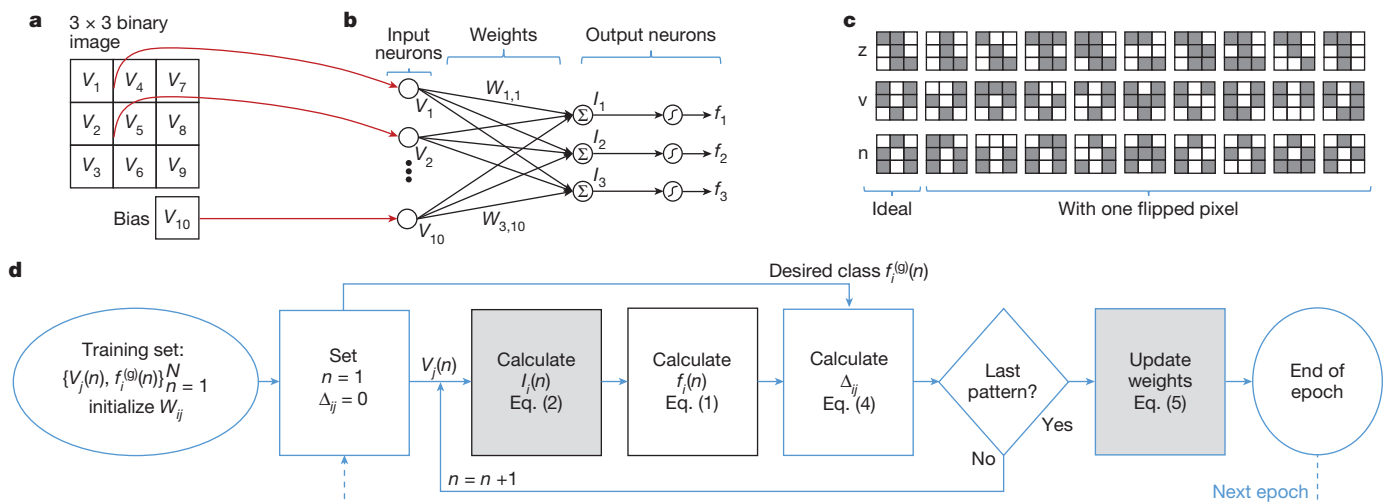 a
3 × 3 binary
image
V1 V4 V7
V2 V5 V8
V3 V6 V9
Bias V10
b
Input
neurons
Weights
Output neurons
V1
V2
V10
W1,1
W3,10
Σ I1 f1
Σ I2 f2
Σ I3 f3
c
z
v
n
Ideal
With one flipped pixel
d
Desired class fi(g)(n)
Training set:
{Vj(n), fi(g)(n)}N n = 1
initialize Wij
Set
n = 1
Δij = 0
Vj(n)
Calculate
Ii(n)
Eq. (2)
Calculate
fi(n)
Eq. (1)
Calculate
Δij
Eq. (4)
Last
pattern?
Yes
No
n = n +1
Update
weights
Eq. (5)
End of
epoch
Next epoch